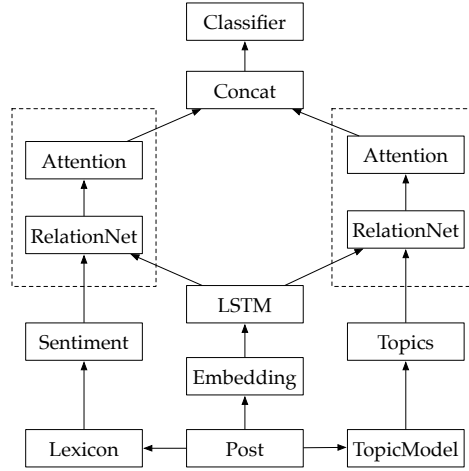 Classifier
Concat
Attention
Attention
RelationNet
RelationNet
LSTM
Sentiment
Topics
Embedding
Lexicon
Post
TopicModel